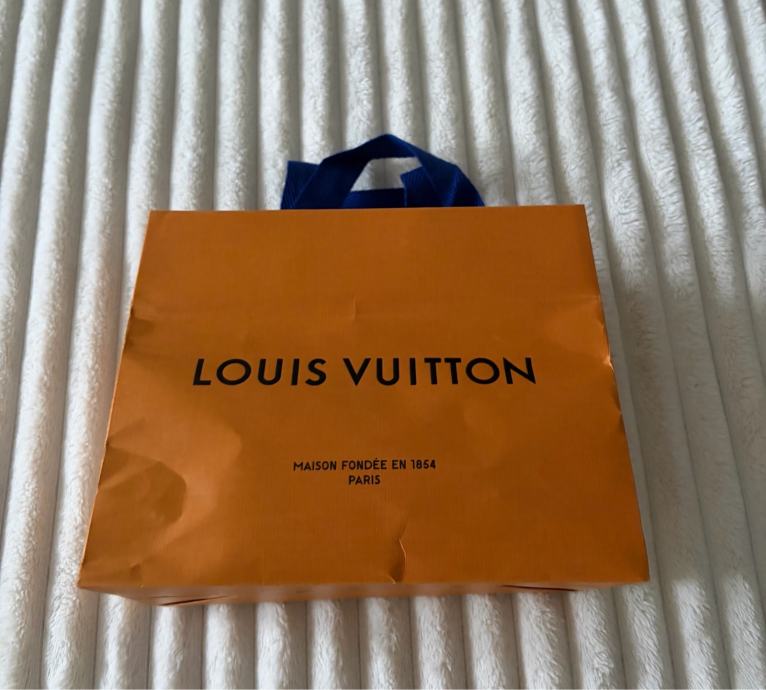 LOUIS VUITTON
MAISON FONDÉE EN 1854
PARIS